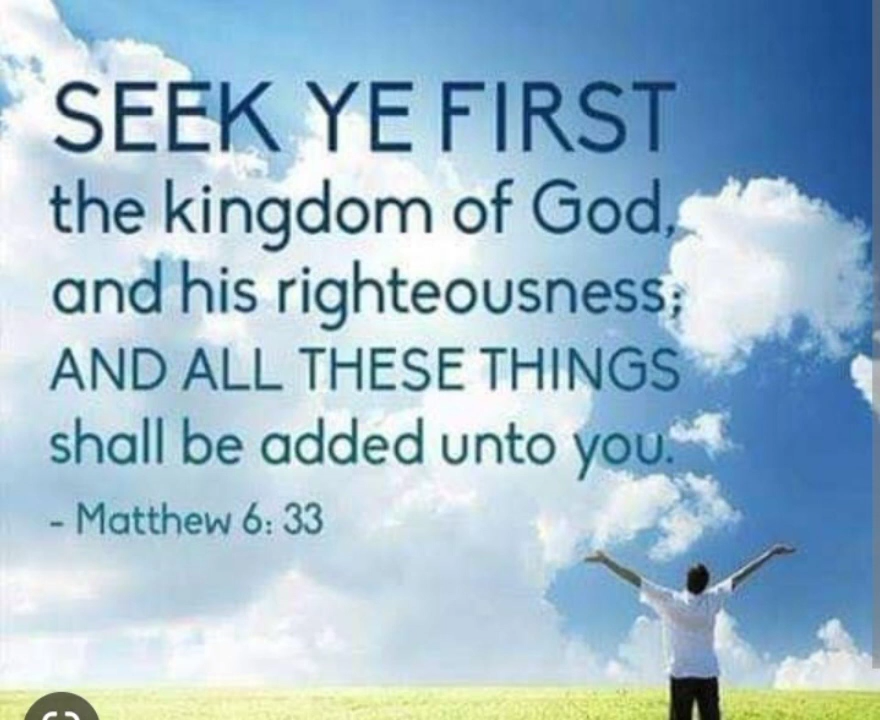 SEEK YE FIRST
the kingdom of God,
and his righteousness;
AND ALL THESE THINGS
shall be added unto you.
- Matthew 6: 33